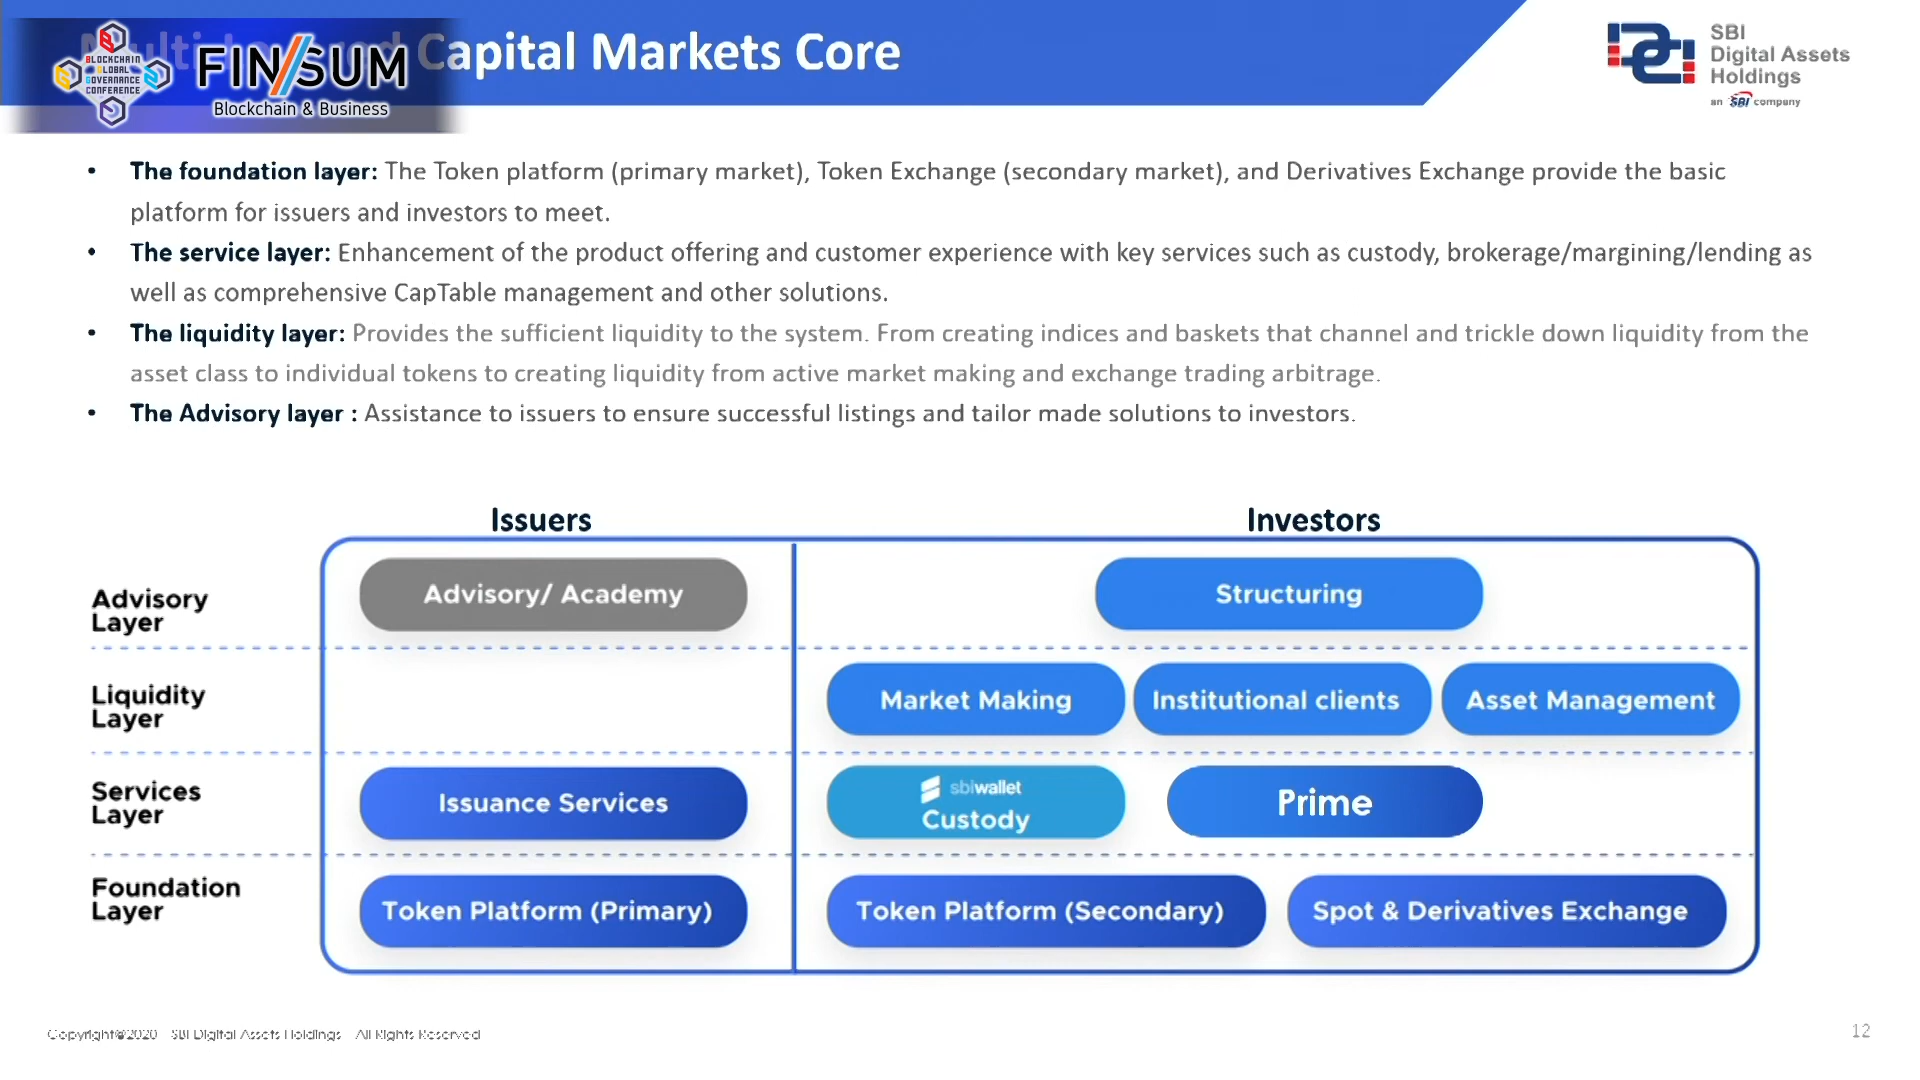 Capital Markets Core
BLOCKCHAIN
GLOBAL
GOVERNANCE
CONFERENCE
FIN/SUM
Blockchain & Business
SBI
Digital Assets
Holdings
an SBI company
• The foundation layer: The Token platform (primary market), Token Exchange (secondary market), and Derivatives Exchange provide the basic
platform for issuers and investors to meet.
• The service layer: Enhancement of the product offering and customer experience with key services such as custody, brokerage/margining/lending as
well as comprehensive CapTable management and other solutions.
• The liquidity layer: Provides the sufficient liquidity to the system. From creating indices and baskets that channel and trickle down liquidity from the
asset class to individual tokens to creating liquidity from active market making and exchange trading arbitrage.
• The Advisory layer : Assistance to issuers to ensure successful listings and tailor made solutions to investors.
Issuers
Investors
Advisory
Layer
Advisory/ Academy
Structuring
Liquidity
Layer
Market Making
Institutional clients
Asset Management
Services
Layer
Issuance Services
sbiwallet
Custody
Prime
Foundation
Layer
Token Platform (Primary)
Token Platform (Secondary)
Spot & Derivatives Exchange
Copyright©2020 SBI Digital Assets Holdings All Rights Reserved
12